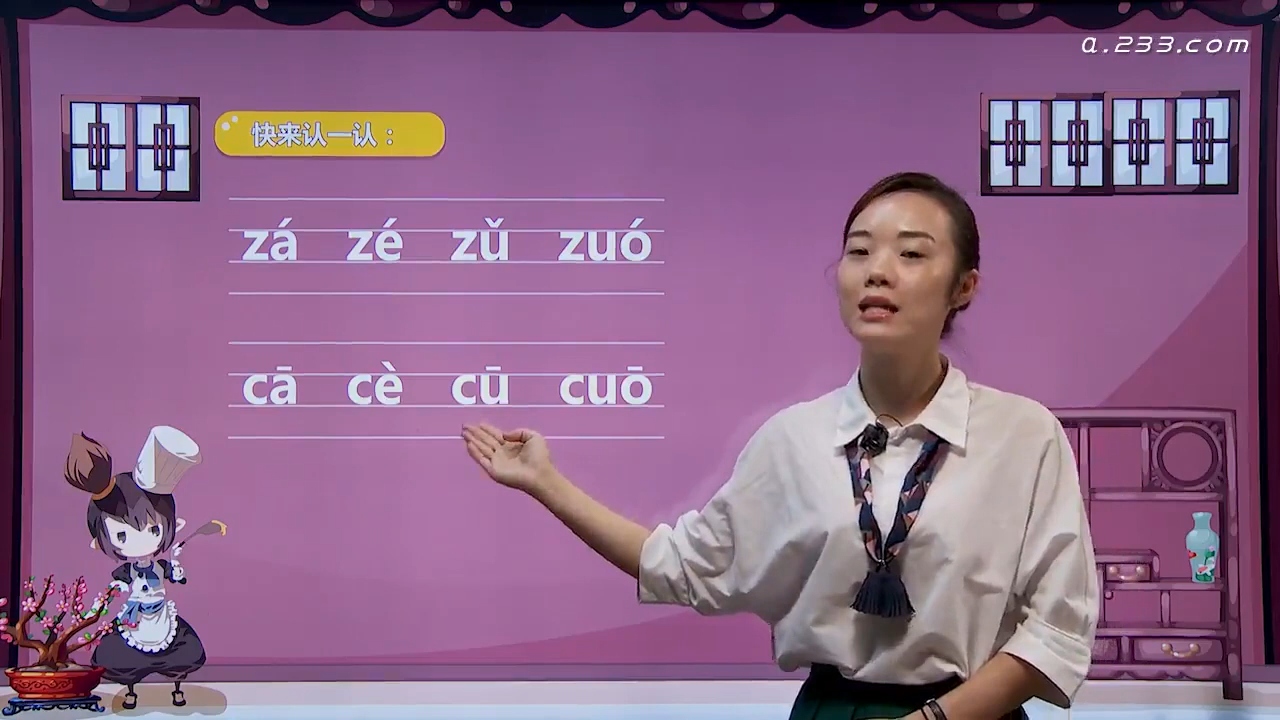 a.233.com
快来认一认：
zá zé zǔ zuó
cā cè cū cuō